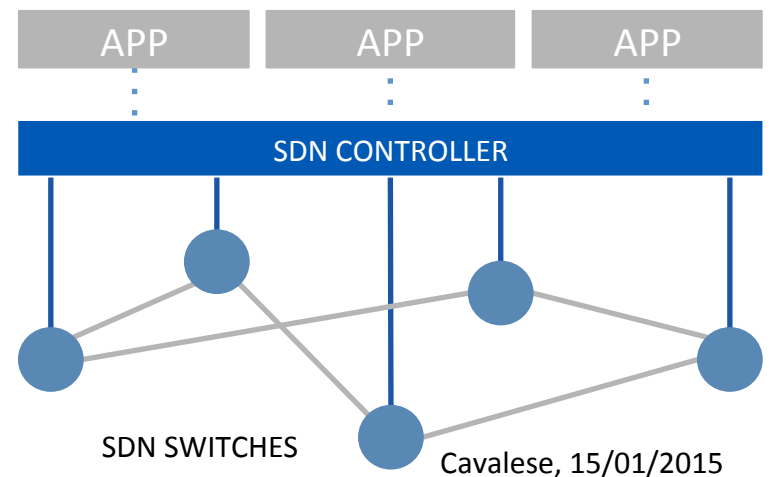 APP
APP
APP
SDN CONTROLLER
SDN SWITCHES
Cavalese, 15/01/2015